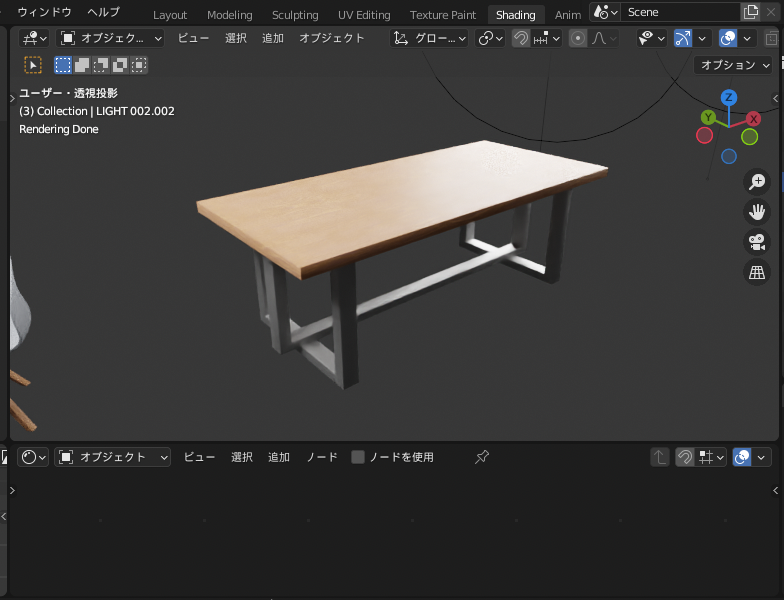 ウィンドウ ヘルプ Layout Modeling Sculpting UV Editing Texture Paint Shading Anim Scene
オブジェク... ビュー 選択 追加 オブジェクト グロー...
オプション
ユーザー・透視投影
(3) Collection | LIGHT 002.002
Rendering Done
Z
Y X
オブジェクト ビュー 選択 追加 ノード ノードを使用